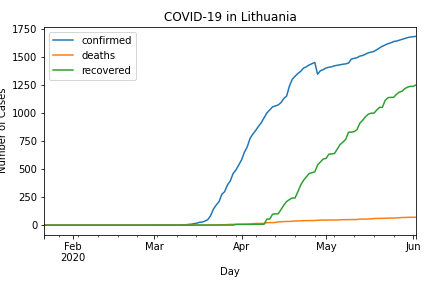 COVID-19 in Lithuania
1750
1500
1250
1000
750
500
250
0
Number of Cases
confirmed
deaths
recovered
Feb
2020
Mar
Apr
May
Jun
Day